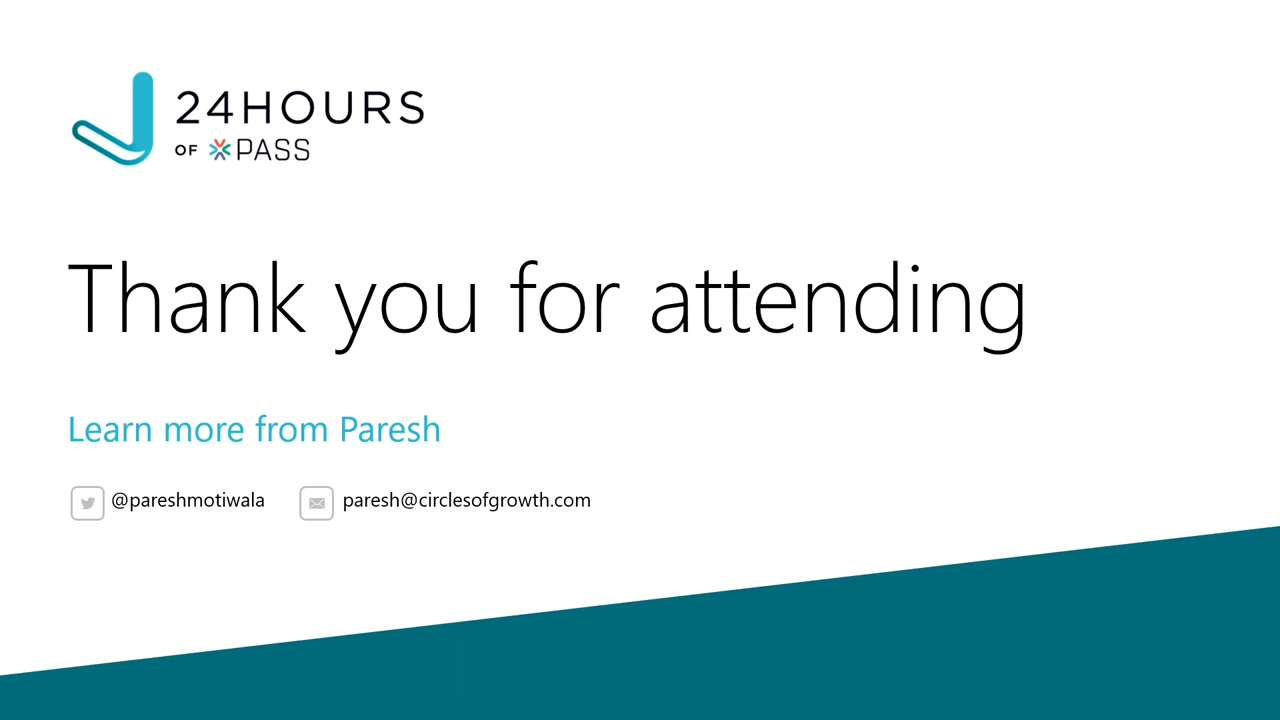 24HOURS
OF PASS
Thank you for attending
Learn more from Paresh
@pareshmotiwala paresh@circlesofgrowth.com